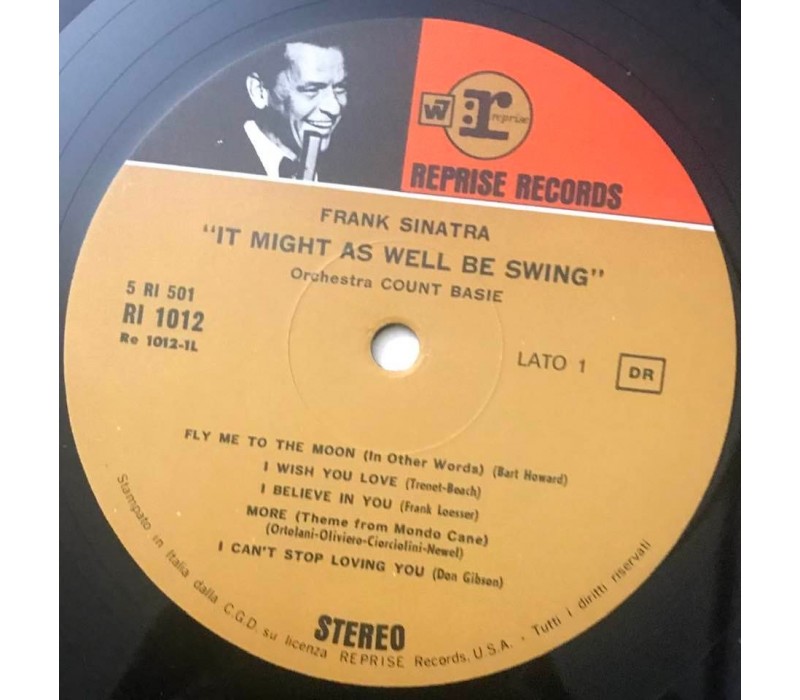 W7 r: reprise
REPRISE RECORDS
FRANK SINATRA
"IT MIGHT AS WELL BE SWING"
Orchestra COUNT BASIE
5 RI 501
RI 1012
Re 1012-1L
LATO 1
DR
FLY ME TO THE MOON (In Other Words) (Bart Howard)
I WISH YOU LOVE (Trenet-Beach)
I BELIEVE IN YOU (Frank Loesser)
MORE (Theme from Mondo Cane)
(Ortolani-Oliviero-Ciorciolini-Newel)
I CAN'T STOP LOVING YOU (Don Gibson)
STEREO
Stampato in Italia dalla C.G.D. su licenza REPRISE Records, U.S.A. - Tutti i diritti riservati